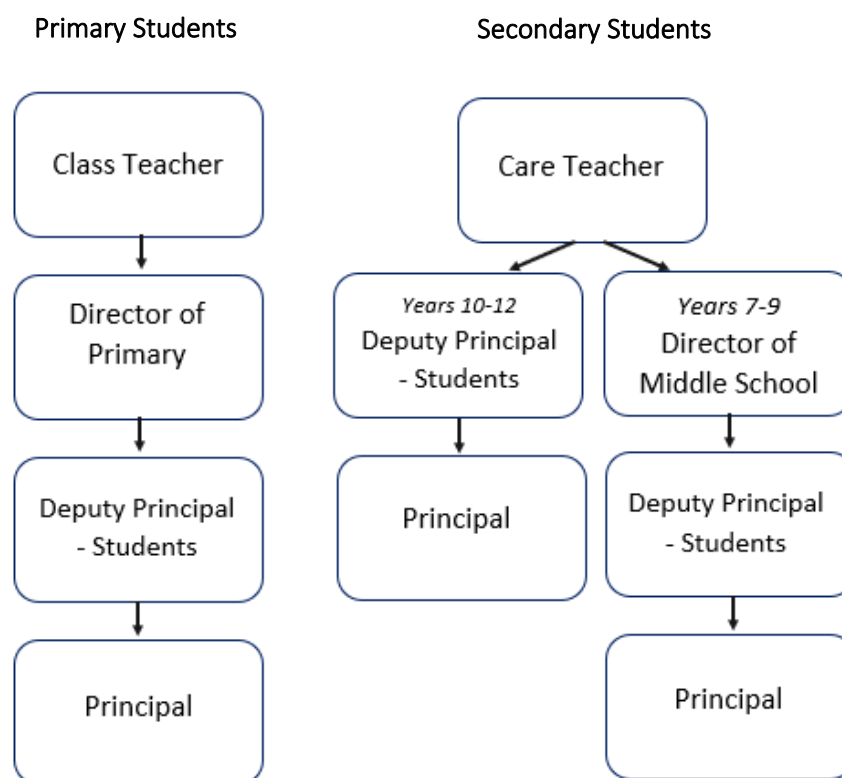 Primary Students
Class Teacher
Director of
Primary
Deputy Principal
- Students
Principal
Secondary Students
Care Teacher
Years 10-12
Deputy Principal
- Students
Principal
Years 7-9
Director of
Middle School
Deputy Principal
- Students
Principal